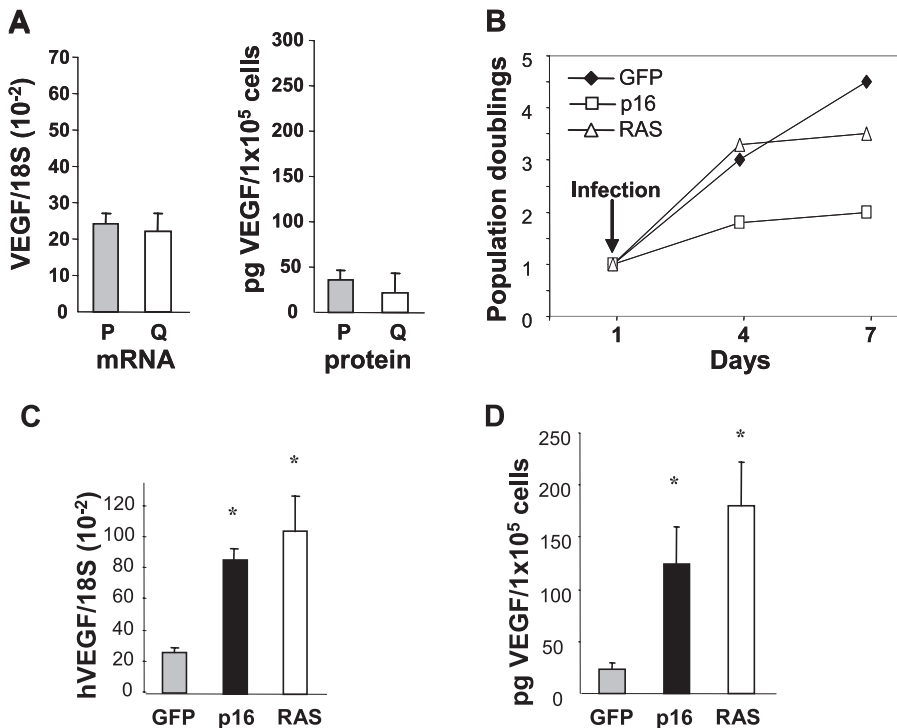 A
VEGF/18S (10⁻²)
70
60
50
40
30
20
10
0
P Q
mRNA
pg VEGF/1x10⁵ cells
300
250
200
150
100
50
0
P Q
protein
B
Population doublings
5
4
3
2
1
0
GFP
p16
RAS
Infection
1 4 7
Days
C
hVEGF/18S (10⁻²)
120
100
80
60
40
20
0
* *
GFP p16 RAS
D
pg VEGF/1x10⁵ cells
250
200
150
100
50
0
* *
GFP p16 RAS